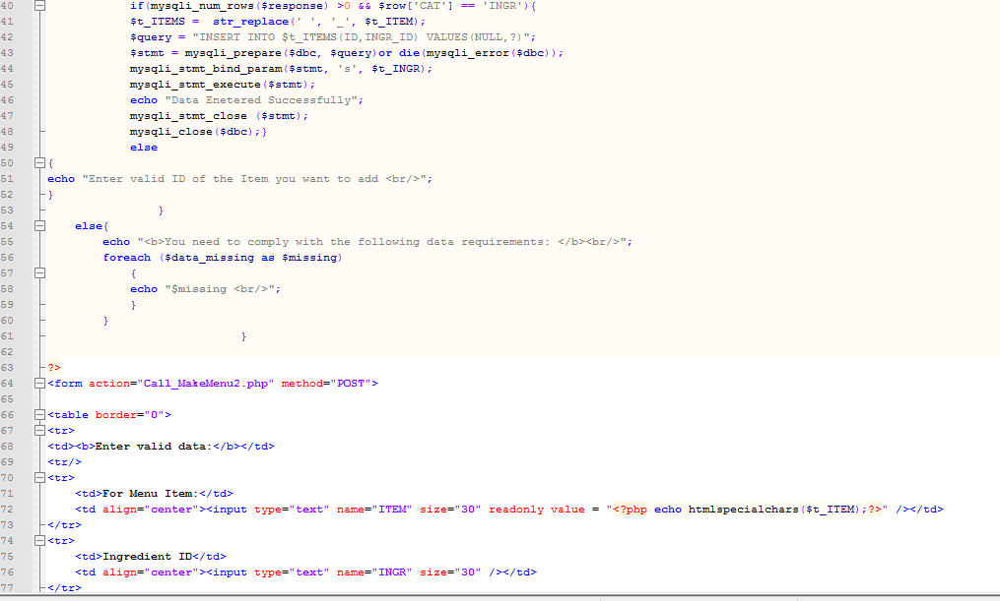 40 if(mysqli_num_rows($response) >0 && $row['CAT'] == 'INGR'){
41 $t_ITEMS =  str_replace(' ', '_', $t_ITEM);
42 $query = "INSERT INTO $t_ITEMS(ID,INGR_ID) VALUES(NULL,?)";
43 $stmt = mysqli_prepare($dbc, $query)or die(mysqli_error($dbc));
44 mysqli_stmt_bind_param($stmt, 's', $t_INGR);
45 mysqli_stmt_execute($stmt);
46 echo "Data Enetered Successfully";
47 mysqli_stmt_close ($stmt);
48 mysqli_close($dbc);}
49 else
50 {
51 echo "Enter valid ID of the Item you want to add <br/>";
52 }
53 }
54 else{
55 echo "<b>You need to comply with the following data requirements: </b><br/>";
56 foreach ($data_missing as $missing)
57 {
58 echo "$missing <br/>";
59 }
60 }
61 }
62
63 ?>
64 <form action="Call_MakeMenu2.php" method="POST">
65
66 <table border="0">
67 <tr>
68 <td><b>Enter valid data:</b></td>
69 <tr/>
70 <tr>
71 <td>For Menu Item:</td>
72 <td align="center"><input type="text" name="ITEM" size="30" readonly value = "<?php echo htmlspecialchars($t_ITEM);?>" /></td>
73 </tr>
74 <tr>
75 <td>Ingredient ID</td>
76 <td align="center"><input type="text" name="INGR" size="30" /></td>
77 </tr>